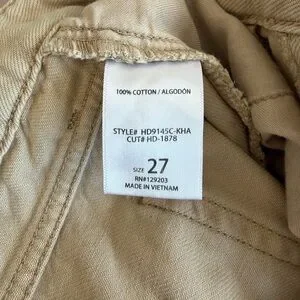 100% COTTON / ALGODÓN
STYLE# HD9145C-KHA
CUT# HD-1878
SIZE 27
RN#129203
MADE IN VIETNAM